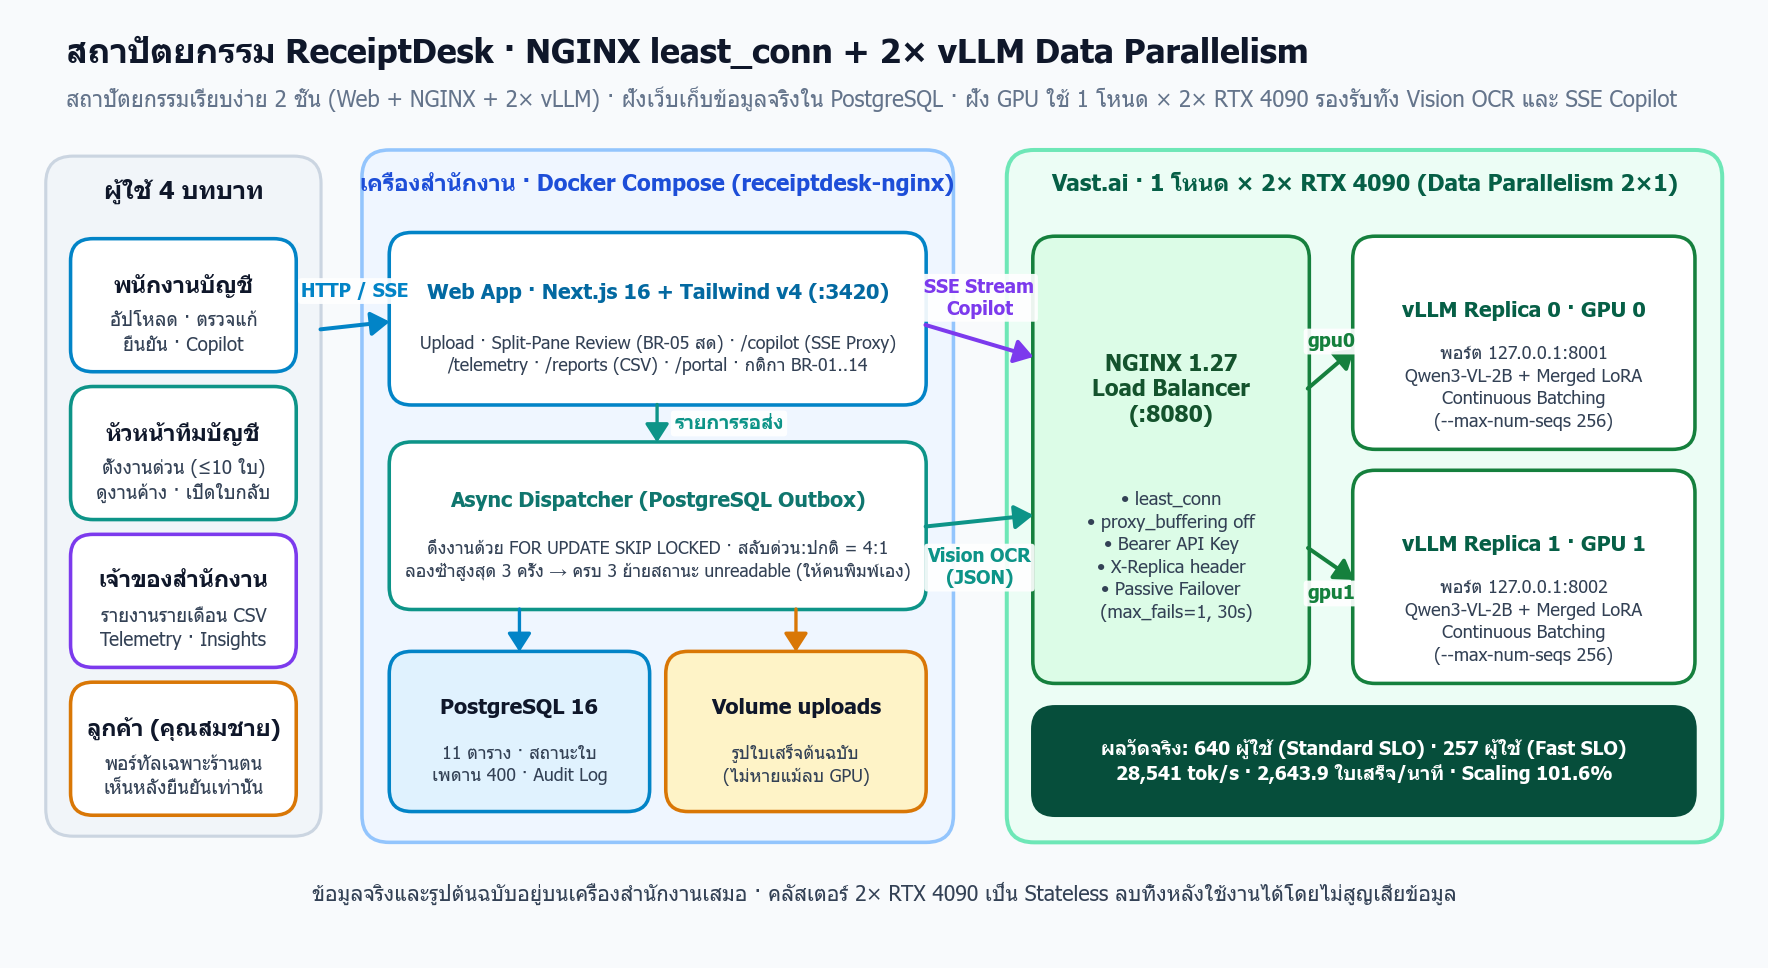 สถาปัตยกรรม ReceiptDesk · NGINX least_conn + 2× vLLM Data Parallelism
สถาปัตยกรรมเรียบง่าย 2 ชั้น (Web + NGINX + 2× vLLM) · ฝั่งเว็บเก็บข้อมูลจริงใน PostgreSQL · ฝั่ง GPU ใช้ 1 โหนด × 2× RTX 4090 รองรับทั้ง Vision OCR และ SSE Copilot
ผู้ใช้ 4 บทบาท
พนักงานบัญชี
อัปโหลด · ตรวจแก้
ยืนยัน · Copilot
หัวหน้าทีมบัญชี
ตั้งงานด่วน (≤10 ใบ)
ดูงานค้าง · เปิดใบกลับ
เจ้าของสำนักงาน
รายงานรายเดือน CSV
Telemetry · Insights
ลูกค้า (คุณสมชาย)
พอร์ทัลเฉพาะร้านตน
เห็นหลังยืนยันเท่านั้น
HTTP / SSE
เครื่องสำนักงาน · Docker Compose (receiptdesk-nginx)
Web App · Next.js 16 + Tailwind v4 (:3420)
Upload · Split-Pane Review (BR-05 สด) · /copilot (SSE Proxy)
/telemetry · /reports (CSV) · /portal · กติกา BR-01..14
รายการรอส่ง
Async Dispatcher (PostgreSQL Outbox)
ดึงงานด้วย FOR UPDATE SKIP LOCKED · สลับด่วน:ปกติ = 4:1
ลองซ้ำสูงสุด 3 ครั้ง → ครบ 3 ย้ายสถานะ unreadable (ให้คนพิมพ์เอง)
PostgreSQL 16
11 ตาราง · สถานะใบ
เพดาน 400 · Audit Log
Volume uploads
รูปใบเสร็จต้นฉบับ
(ไม่หายแม้ลบ GPU)
SSE Stream
Copilot
Vision OCR
(JSON)
Vast.ai · 1 โหนด × 2× RTX 4090 (Data Parallelism 2×1)
NGINX 1.27
Load Balancer
(:8080)
• least_conn
• proxy_buffering off
• Bearer API Key
• X-Replica header
• Passive Failover
(max_fails=1, 30s)
gpu0
gpu1
vLLM Replica 0 · GPU 0
พอร์ต 127.0.0.1:8001
Qwen3-VL-2B + Merged LoRA
Continuous Batching
(--max-num-seqs 256)
vLLM Replica 1 · GPU 1
พอร์ต 127.0.0.1:8002
Qwen3-VL-2B + Merged LoRA
Continuous Batching
(--max-num-seqs 256)
ผลวัดจริง: 640 ผู้ใช้ (Standard SLO) · 257 ผู้ใช้ (Fast SLO)
28,541 tok/s · 2,643.9 ใบเสร็จ/นาที · Scaling 101.6%
ข้อมูลจริงและรูปต้นฉบับอยู่บนเครื่องสำนักงานเสมอ · คลัสเตอร์ 2× RTX 4090 เป็น Stateless ลบทิ้งหลังใช้งานได้โดยไม่สูญเสียข้อมูล